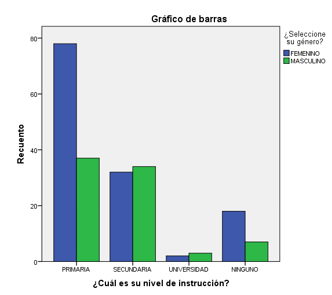 Gráfico de barras
¿Seleccione
su género?
FEMENINO
MASCULINO
Recuento
80
60
40
20
0
PRIMARIA SECUNDARIA UNIVERSIDAD NINGUNO
¿Cuál es su nivel de instrucción?